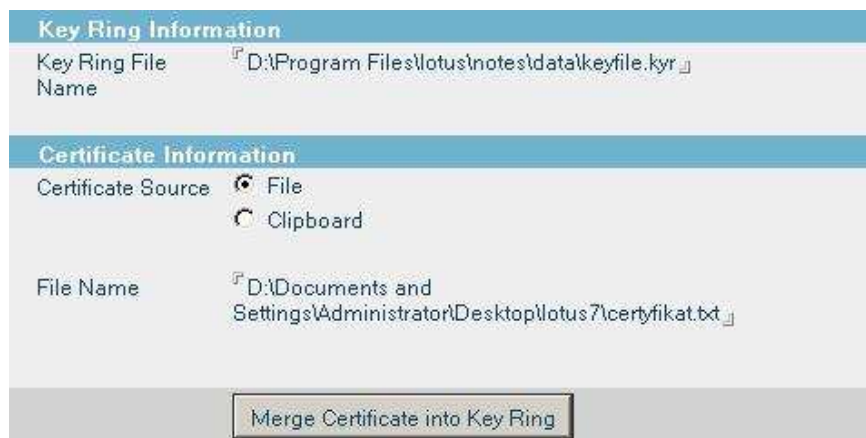 Key Ring Information
Key Ring File Name
D:\Program Files\lotus\notes\data\keyfile.kyr
Certificate Information
Certificate Source
File
Clipboard
File Name
D:\Documents and
Settings\Administrator\Desktop\lotus7\certyfikat.txt
Merge Certificate into Key Ring